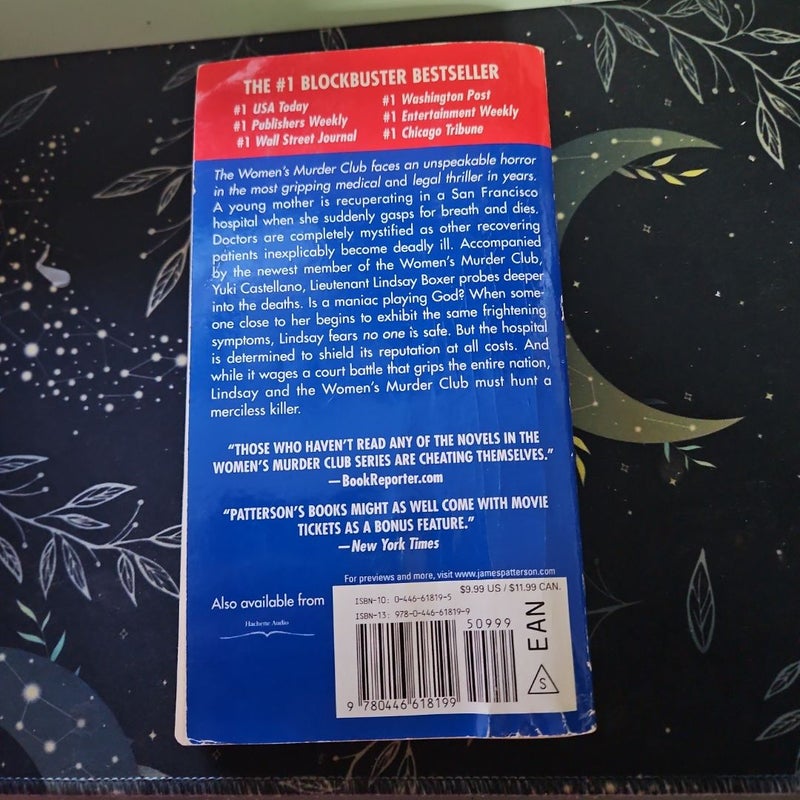 THE #1 BLOCKBUSTER BESTSELLER
#1 USA Today
#1 Publishers Weekly
#1 Wall Street Journal
#1 Washington Post
#1 Entertainment Weekly
#1 Chicago Tribune
The Women's Murder Club faces an unspeakable horror
in the most gripping medical and legal thriller in years.
A young mother is recuperating in a San Francisco
hospital when she suddenly gasps for breath and dies.
Doctors are completely mystified as other recovering
patients inexplicably become deadly ill. Accompanied
by the newest member of the Women's Murder Club,
Yuki Castellano, Lieutenant Lindsay Boxer probes deeper
into the deaths. Is a maniac playing God? When some-
one close to her begins to exhibit the same frightening
symptoms, Lindsay fears no one is safe. But the hospital
is determined to shield its reputation at all costs. And
while it wages a court battle that grips the entire nation,
Lindsay and the Women's Murder Club must hunt a
merciless killer.
"THOSE WHO HAVEN'T READ ANY OF THE NOVELS IN THE
WOMEN'S MURDER CLUB SERIES ARE CHEATING THEMSELVES."
—BookReporter.com
"PATTERSON'S BOOKS MIGHT AS WELL COME WITH MOVIE
TICKETS AS A BONUS FEATURE."
—New York Times
For previews and more, visit www.jamespatterson.com
Also available from
Hachette Audio
$9.99 US / $11.99 CAN.
ISBN-10: 0-446-61819-5
ISBN-13: 978-0-446-61819-9
50999
EAN
S
9 780446 618199